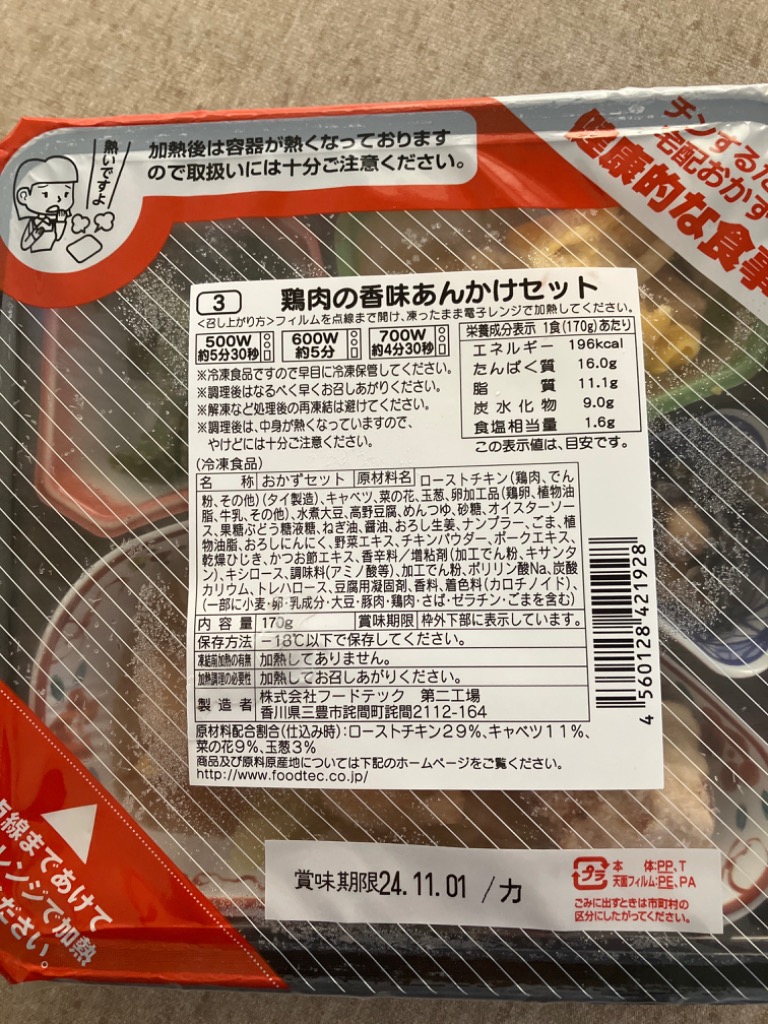 熱いですよ
加熱後は容器が熱くなっております
ので取扱いには十分ご注意ください。
チンするだ
宅配おかず
健康的な食事
3 鶏肉の香味あんかけセット
<召し上がり方>フィルムを点線まで開け、凍ったまま電子レンジで加熱してください。
500W 約5分30秒
600W 約5分
700W 約4分30秒
※冷凍食品ですので早目に冷凍保管してください。
※調理後はなるべく早くお召しあがりください。
※解凍など処理後の再凍結は避けてください。
※調理後は、中身が熱くなっていますので、
やけどには十分ご注意ください。
栄養成分表示 1食(170g)あたり
エネルギー 196kcal
たんぱく質 16.0g
脂質 11.1g
炭水化物 9.0g
食塩相当量 1.6g
この表示値は、目安です。
(冷凍食品)
名称 おかずセット 原材料名 ローストチキン(鶏肉、でん
粉、その他)(タイ製造)、キャベツ、菜の花、玉葱、卵加工品(鶏卵、植物油
脂、牛乳、その他)、水煮大豆、高野豆腐、めんつゆ、砂糖、オイスターソー
ス、果糖ぶどう糖液糖、ねぎ油、醤油、おろし生姜、ナンプラー、ごま、植
物油脂、おろしにんにく、野菜エキス、チキンパウダー、ポークエキス、
乾燥ひじき、かつお節エキス、香辛料/増粘剤(加工でん粉、キサンタ
ン)、キシロース、調味料(アミノ酸等)、加工でん粉、ポリリン酸Na、炭酸
カリウム、トレハロース、豆腐用凝固剤、香料、着色料(カロチノイド)、
(一部に小麦・卵・乳成分・大豆・豚肉・鶏肉・さば・ゼラチン・ごまを含む)
内容量 170g 賞味期限 枠外下部に表示しています。
保存方法 -18℃以下で保存してください。
凍結前加熱の有無 加熱してありません。
加熱調理の必要性 加熱してお召しあがりください。
製造者 株式会社フードテック 第二工場
香川県三豊市詫間町詫間2112-164
原材料配合割合(仕込み時):ローストチキン29%、キャベツ11%、
菜の花9%、玉葱3%
商品及び原料原産地については下記のホームページをご覧ください。
http://www.foodtec.co.jp/
4 560128 421928
賞味期限24.11.01 /カ
プラ
本体:PP、T
天面フィルム:PE、PA
ごみに出すときは市町村の
区分にしたがってください。
点線まであけて
レンジで加熱
ださい。